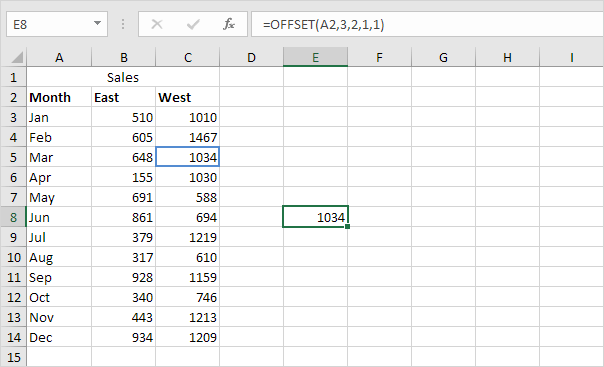 E8 fx =OFFSET(A2,3,2,1,1)
A B C D E F G H I
1 Sales
2 Month East West
3 Jan 510 1010
4 Feb 605 1467
5 Mar 648 1034
6 Apr 155 1030
7 May 691 588
8 Jun 861 694 1034
9 Jul 379 1219
10 Aug 317 610
11 Sep 928 1159
12 Oct 340 746
13 Nov 443 1213
14 Dec 934 1209
15